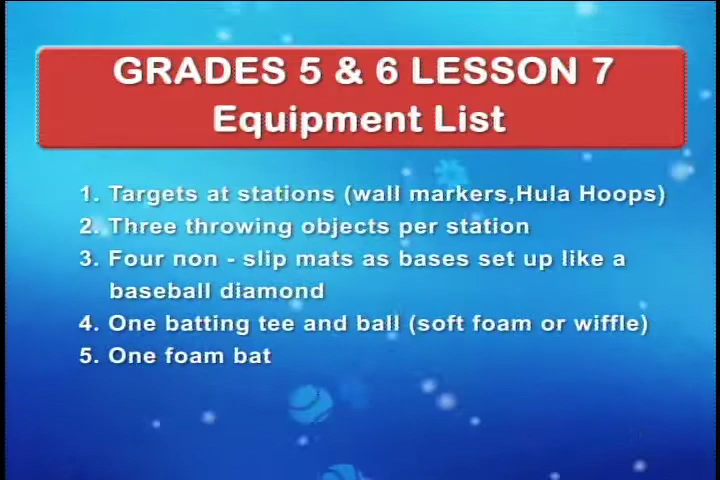 GRADES 5 & 6 LESSON 7
Equipment List
1. Targets at stations (wall markers,Hula Hoops)
2. Three throwing objects per station
3. Four non - slip mats as bases set up like a
baseball diamond
4. One batting tee and ball (soft foam or wiffle)
5. One foam bat